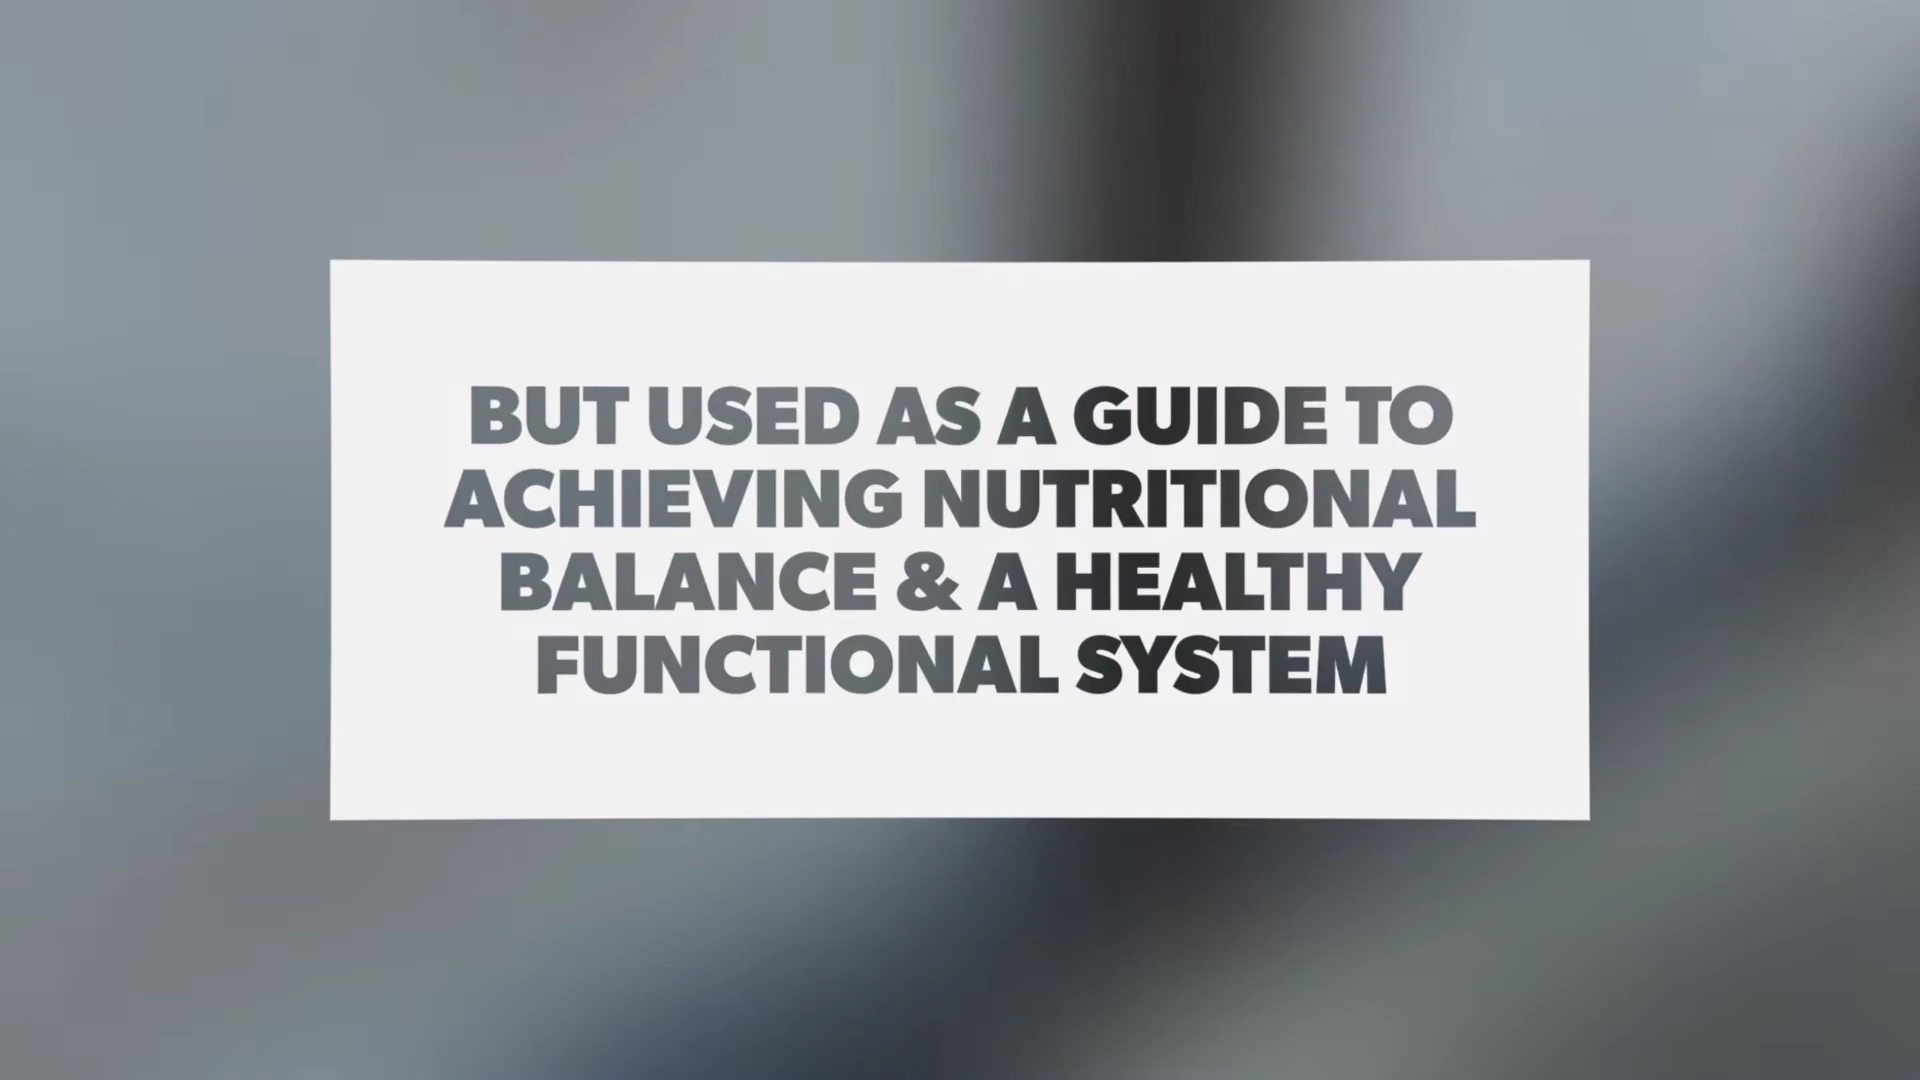 BUT USED AS A GUIDE TO
ACHIEVING NUTRITIONAL
BALANCE & A HEALTHY
FUNCTIONAL SYSTEM